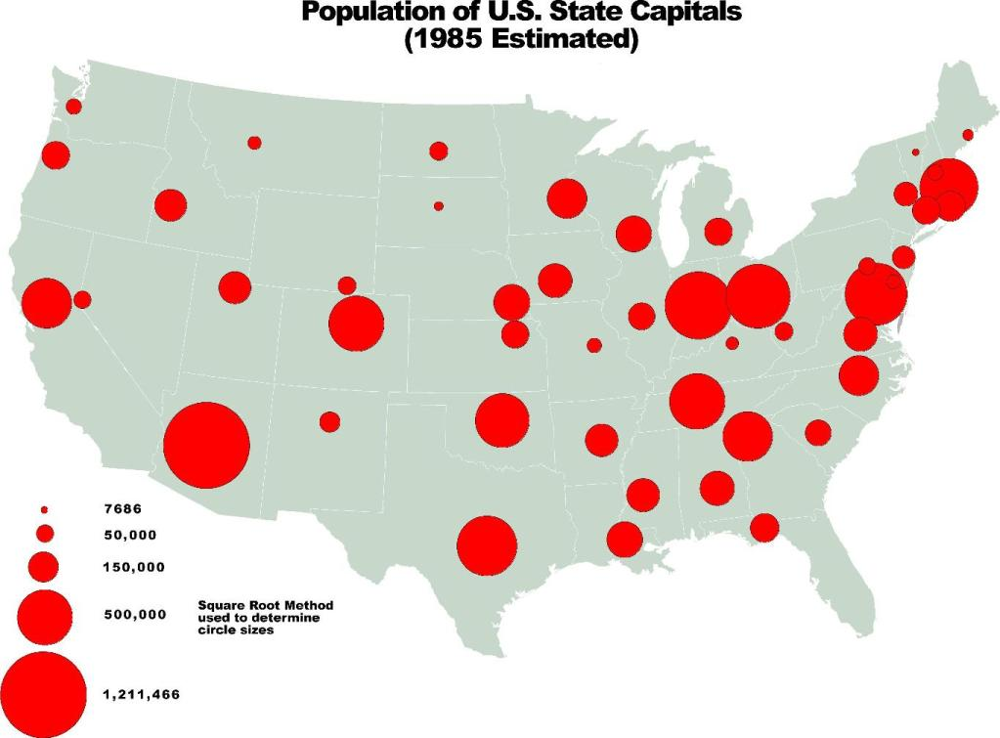 Population of U.S. State Capitals
(1985 Estimated)
7686
50,000
150,000
500,000
Square Root Method
used to determine
circle sizes
1,211,466